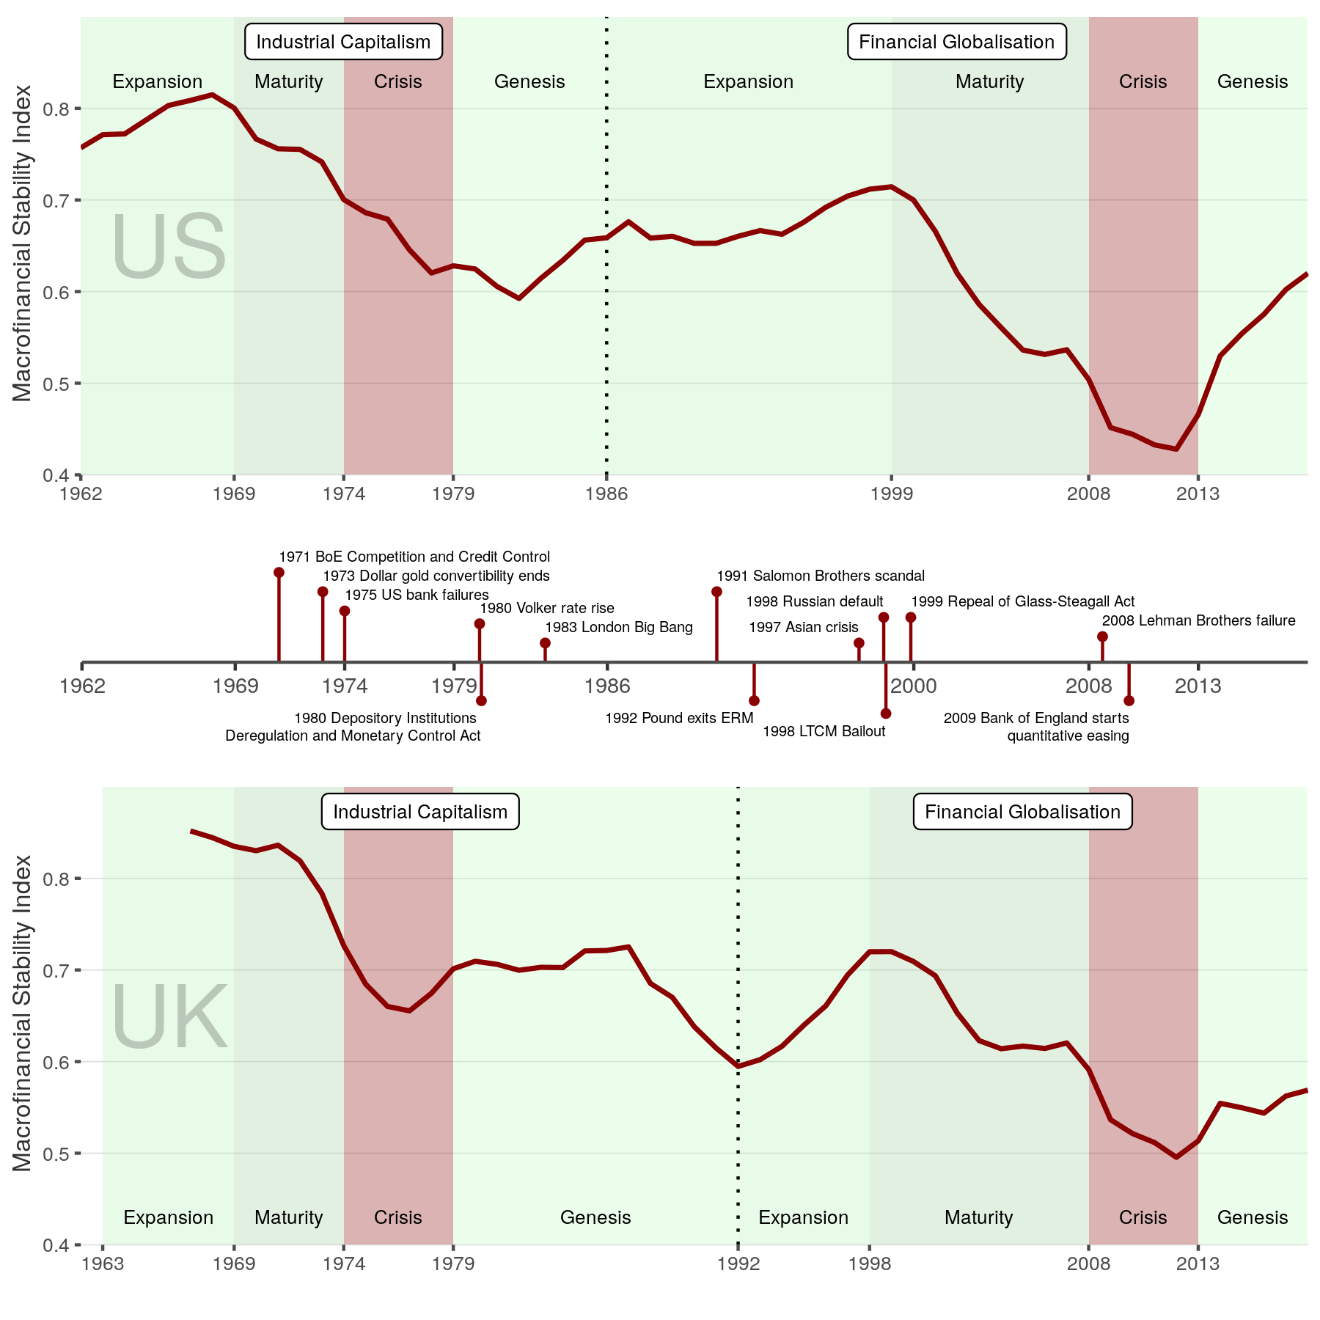 Industrial Capitalism
Financial Globalisation
Expansion
Maturity
Crisis
Genesis
Expansion
Maturity
Crisis
Genesis
Macrofinancial Stability Index
0.8
0.7
0.6
0.5
0.4
US
1962
1969
1974
1979
1986
1999
2008
2013
1971 BoE Competition and Credit Control
1973 Dollar gold convertibility ends
1975 US bank failures
1980 Volker rate rise
1983 London Big Bang
1991 Salomon Brothers scandal
1998 Russian default
1997 Asian crisis
1999 Repeal of Glass-Steagall Act
2008 Lehman Brothers failure
1962
1969
1974
1979
1986
2000
2008
2013
1980 Depository Institutions
Deregulation and Monetary Control Act
1992 Pound exits ERM
1998 LTCM Bailout
2009 Bank of England starts
quantitative easing
Industrial Capitalism
Financial Globalisation
Macrofinancial Stability Index
0.8
0.7
0.6
0.5
0.4
UK
Expansion
Maturity
Crisis
Genesis
Expansion
Maturity
Crisis
Genesis
1963
1969
1974
1979
1992
1998
2008
2013